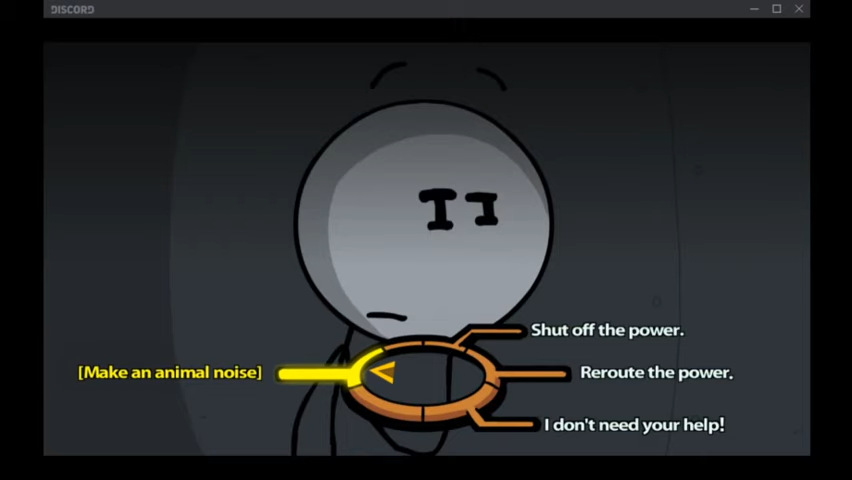 DISCORD
Shut off the power.
[Make an animal noise]
Reroute the power.
I don't need your help!